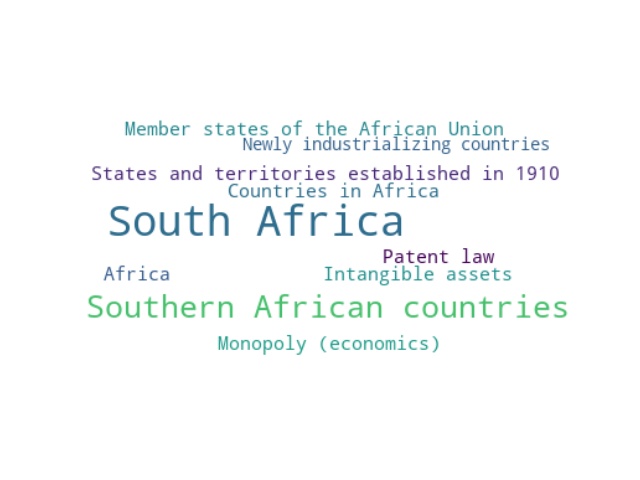 Member states of the African Union
Newly industrializing countries
States and territories established in 1910
Countries in Africa
South Africa
Patent law
Africa
Intangible assets
Southern African countries
Monopoly (economics)